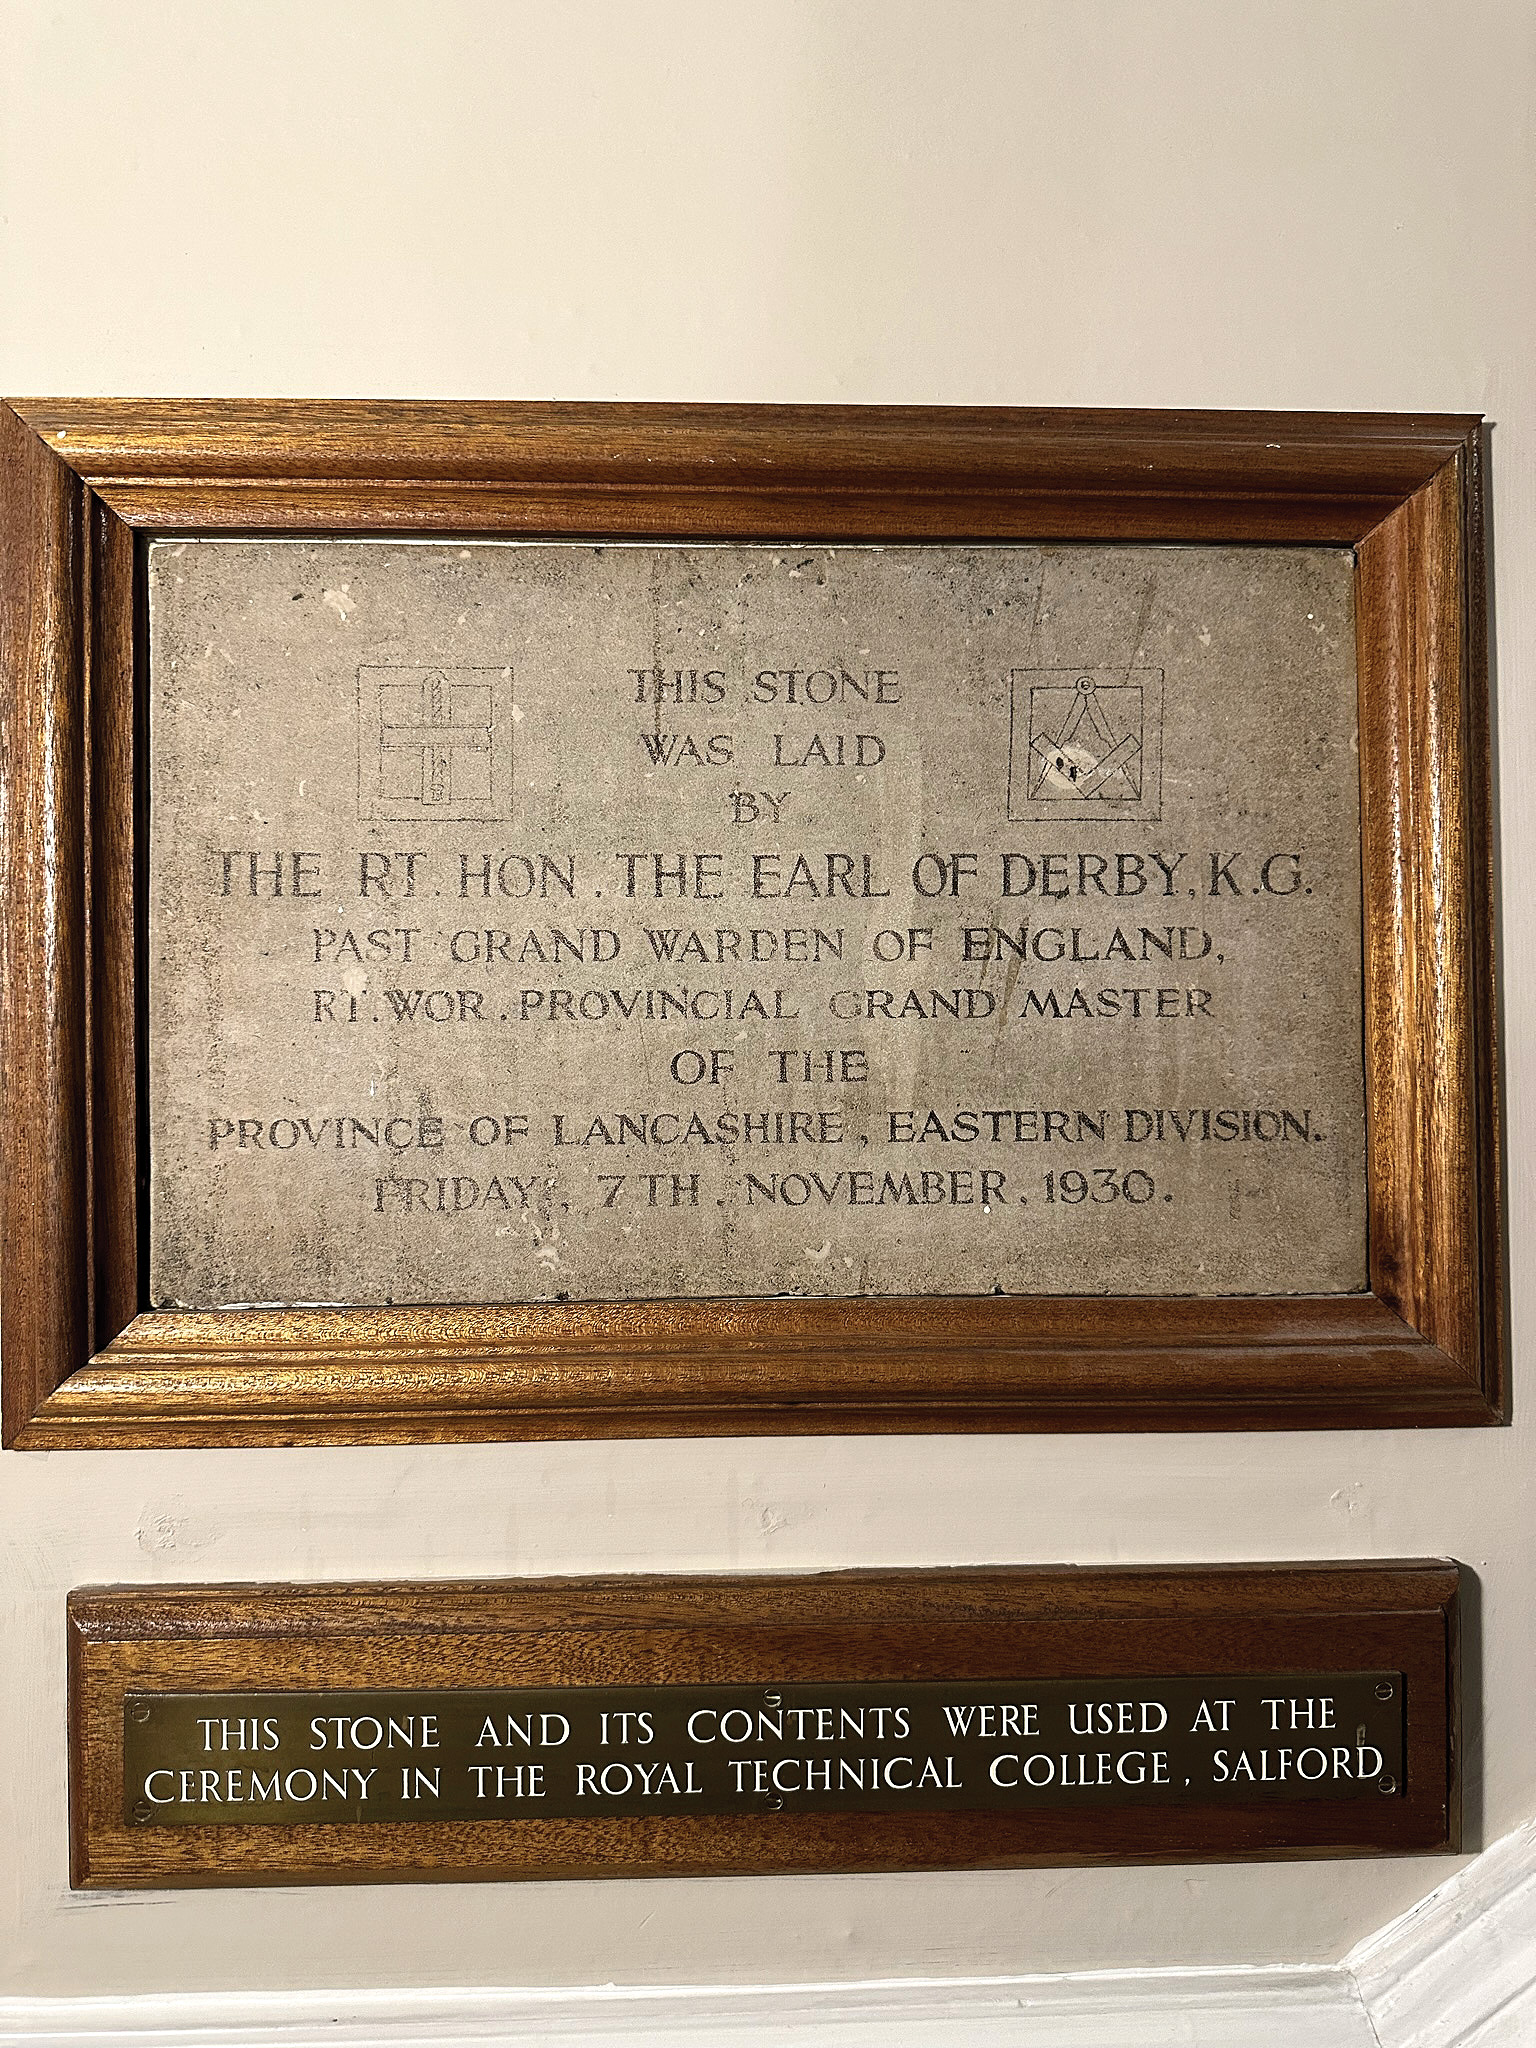 THIS STONE
WAS LAID
BY
THE RT. HON. THE EARL OF DERBY, K.G.
PAST GRAND WARDEN OF ENGLAND,
RT. WOR. PROVINCIAL GRAND MASTER
OF THE
PROVINCE OF LANCASHIRE, EASTERN DIVISION.
FRIDAY, 7TH. NOVEMBER, 1930.
THIS STONE AND ITS CONTENTS WERE USED AT THE
CEREMONY IN THE ROYAL TECHNICAL COLLEGE, SALFORD